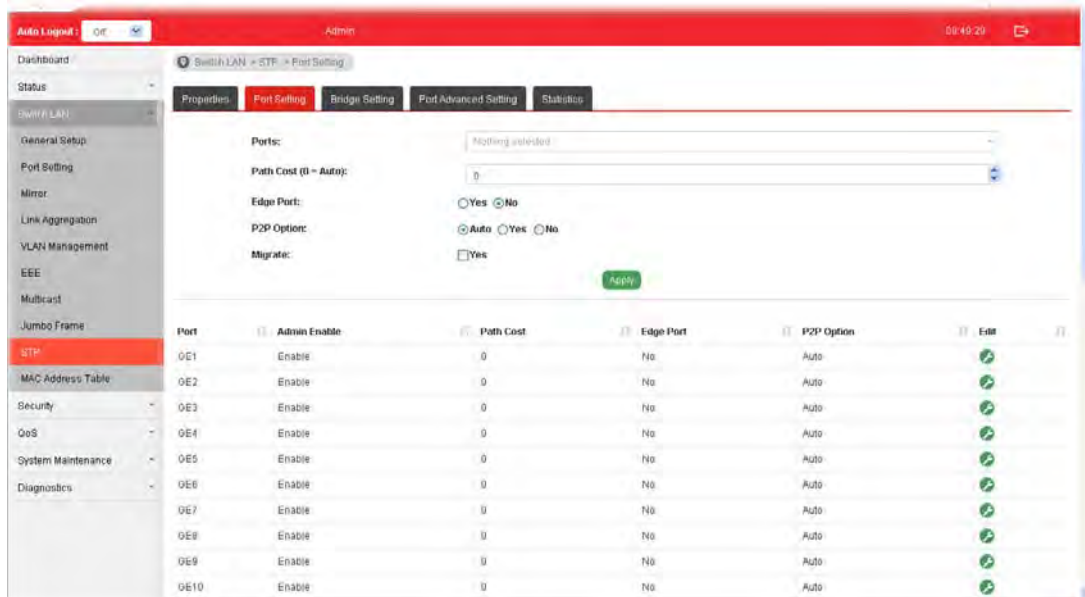 Auto Logout : Off Admin 00:49:29
Dashboard
Status
Switch LAN
General Setup
Port Setting
Mirror
Link Aggregation
VLAN Management
EEE
Multicast
Jumbo Frame
STP
MAC Address Table
Security
QoS
System Maintenance
Diagnostics
Switch LAN > STP > Port Setting
Properties Port Setting Bridge Setting Port Advanced Setting Statistics
Ports: Nothing selected
Path Cost (0 = Auto): 0
Edge Port: Yes No
P2P Option: Auto Yes No
Migrate: Yes
Apply
Port Admin Enable Path Cost Edge Port P2P Option Edit
GE1 Enable 0 No Auto
GE2 Enable 0 No Auto
GE3 Enable 0 No Auto
GE4 Enable 0 No Auto
GE5 Enable 0 No Auto
GE6 Enable 0 No Auto
GE7 Enable 0 No Auto
GE8 Enable 0 No Auto
GE9 Enable 0 No Auto
GE10 Enable 0 No Auto